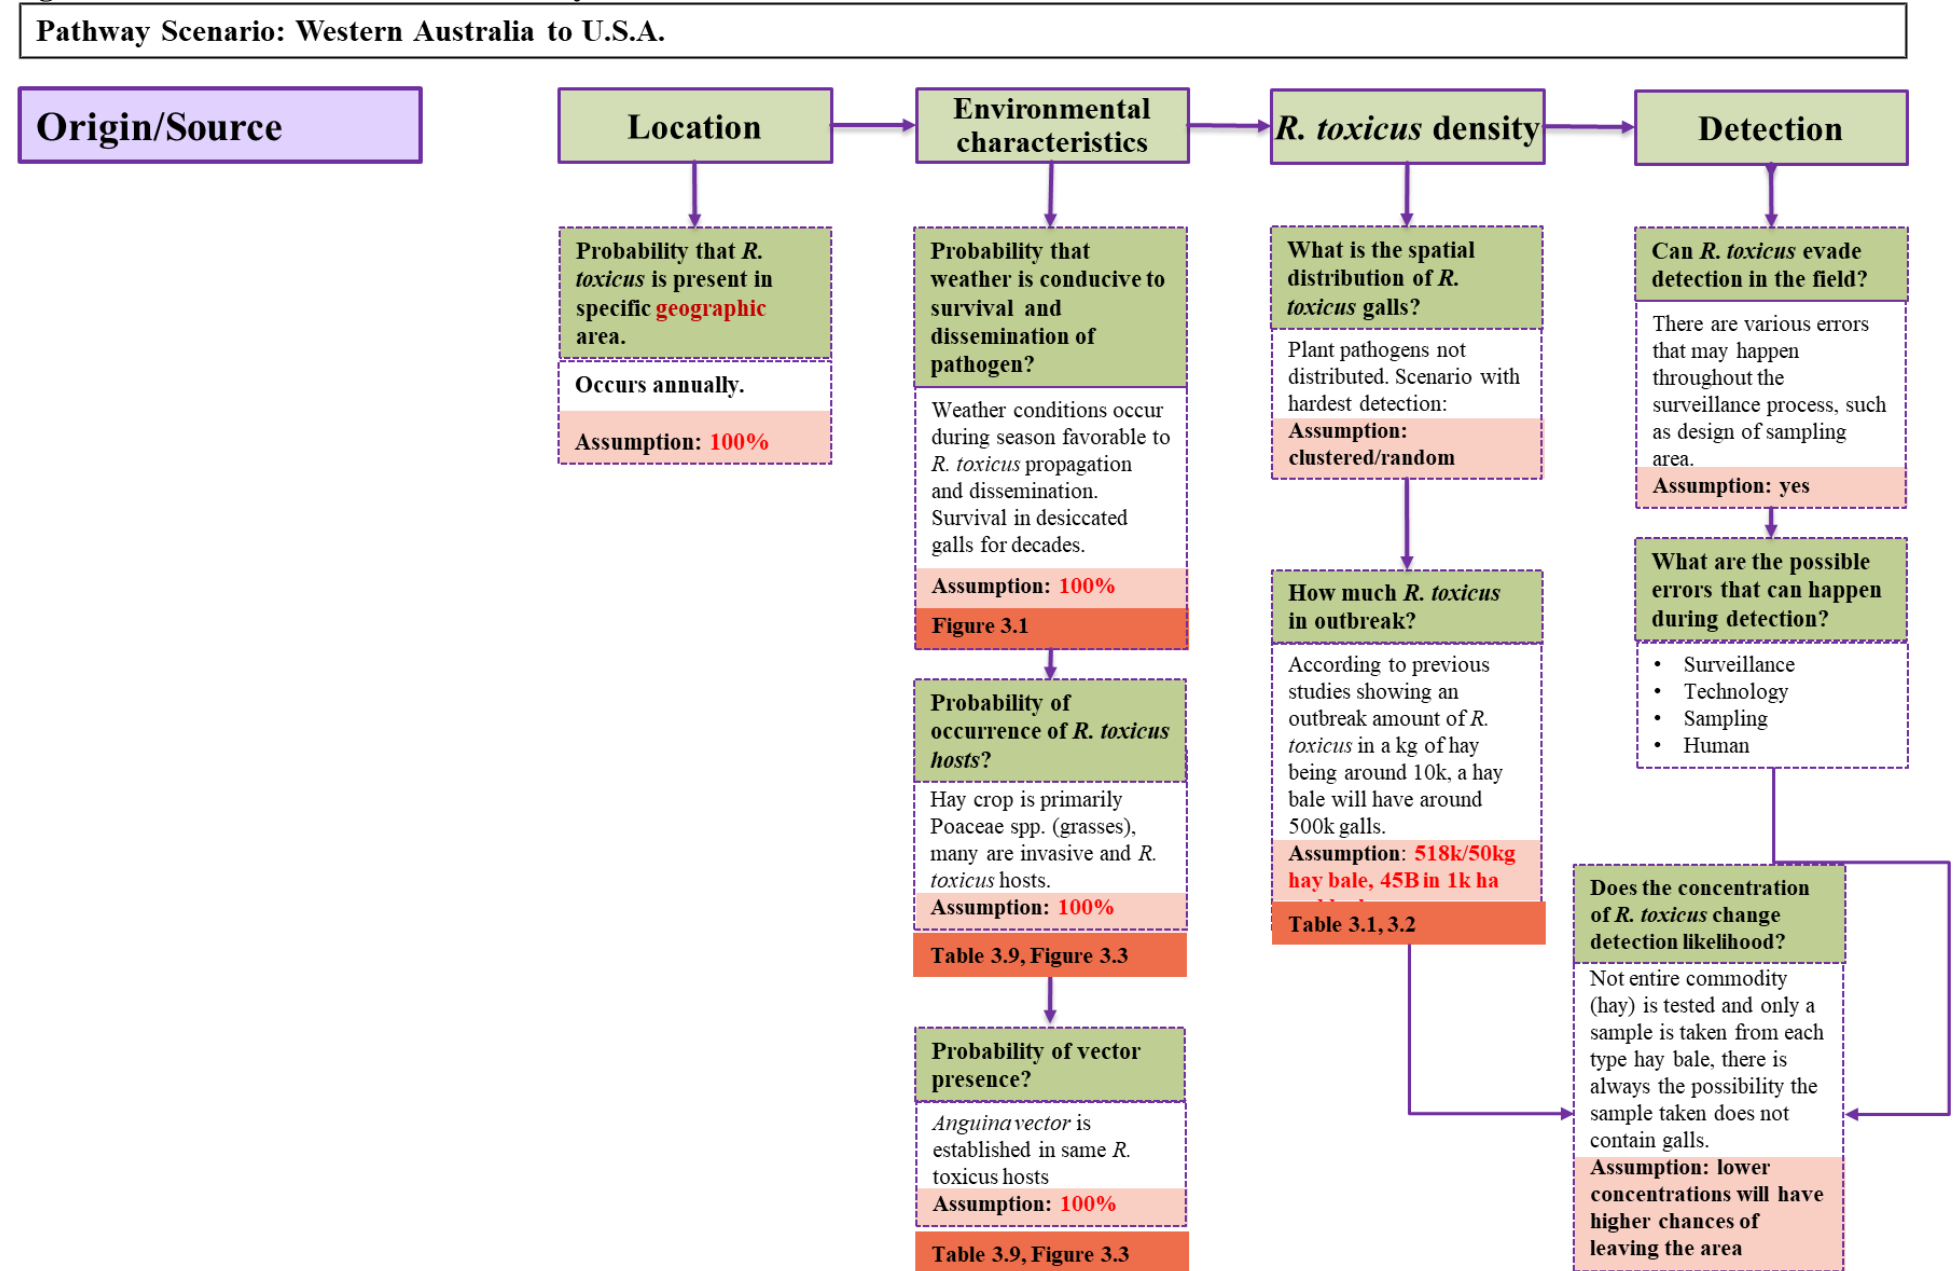 Pathway Scenario: Western Australia to U.S.A.
Origin/Source
Location
Environmental
characteristics
R. toxicus density
Detection
Probability that R.
toxicus is present in
specific geographic
area.
Occurs annually.
Assumption: 100%
Probability that
weather is conducive to
survival and
dissemination of
pathogen?
Weather conditions occur
during season favorable to
R. toxicus propagation
and dissemination.
Survival in desiccated
galls for decades.
Assumption: 100%
Figure 3.1
Probability of
occurrence of R. toxicus
hosts?
Hay crop is primarily
Poaceae spp. (grasses),
many are invasive and R.
toxicus hosts.
Assumption: 100%
Table 3.9, Figure 3.3
Probability of vector
presence?
Anguina vector is
established in same R.
toxicus hosts
Assumption: 100%
Table 3.9, Figure 3.3
What is the spatial
distribution of R.
toxicus galls?
Plant pathogens not
distributed. Scenario with
hardest detection:
Assumption:
clustered/random
How much R. toxicus
in outbreak?
According to previous
studies showing an
outbreak amount of R.
toxicus in a kg of hay
being around 10k, a hay
bale will have around
500k galls.
Assumption: 518k/50kg
hay bale, 45B in 1k ha
Table 3.1, 3.2
Can R. toxicus evade
detection in the field?
There are various errors
that may happen
throughout the
surveillance process, such
as design of sampling
area.
Assumption: yes
What are the possible
errors that can happen
during detection?
• Surveillance
• Technology
• Sampling
• Human
Does the concentration
of R. toxicus change
detection likelihood?
Not entire commodity
(hay) is tested and only a
sample is taken from each
type hay bale, there is
always the possibility the
sample taken does not
contain galls.
Assumption: lower
concentrations will have
higher chances of
leaving the area